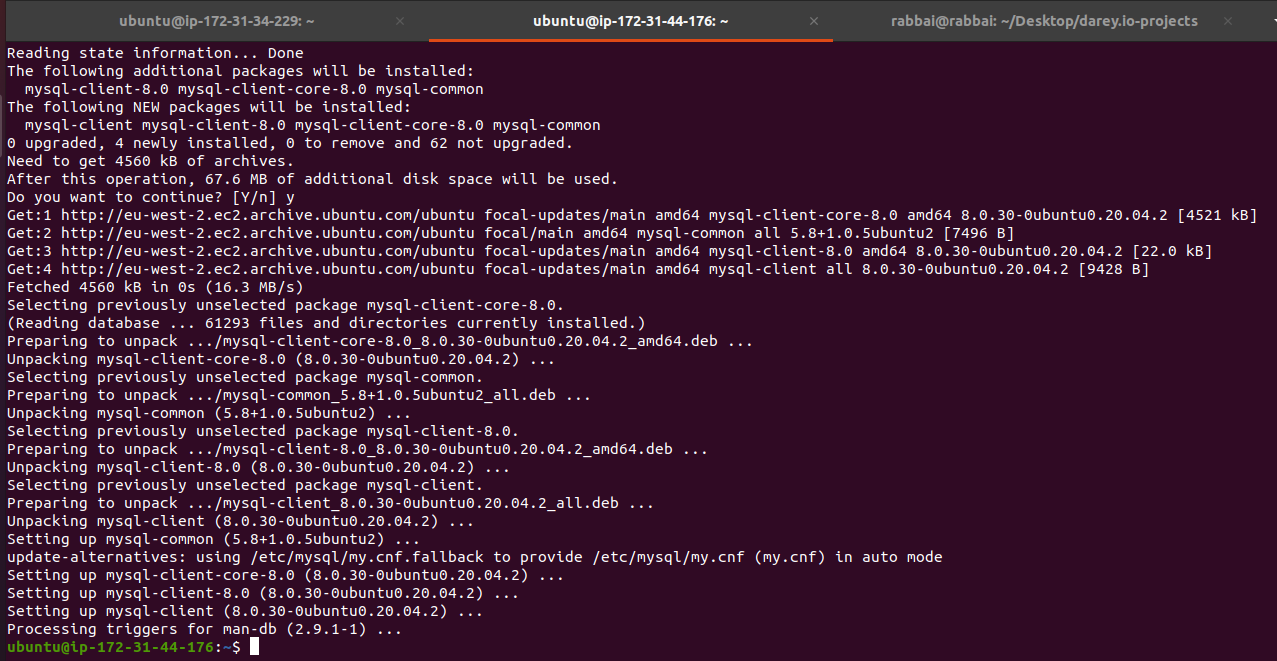 ubuntu@ip-172-31-34-229: ~ × ubuntu@ip-172-31-44-176: ~ × rabbai@rabbai: ~/Desktop/darey.io-projects ×
Reading state information... Done
The following additional packages will be installed:
  mysql-client-8.0 mysql-client-core-8.0 mysql-common
The following NEW packages will be installed:
  mysql-client mysql-client-8.0 mysql-client-core-8.0 mysql-common
0 upgraded, 4 newly installed, 0 to remove and 62 not upgraded.
Need to get 4560 kB of archives.
After this operation, 67.6 MB of additional disk space will be used.
Do you want to continue? [Y/n] y
Get:1 http://eu-west-2.ec2.archive.ubuntu.com/ubuntu focal-updates/main amd64 mysql-client-core-8.0 amd64 8.0.30-0ubuntu0.20.04.2 [4521 kB]
Get:2 http://eu-west-2.ec2.archive.ubuntu.com/ubuntu focal/main amd64 mysql-common all 5.8+1.0.5ubuntu2 [7496 B]
Get:3 http://eu-west-2.ec2.archive.ubuntu.com/ubuntu focal-updates/main amd64 mysql-client-8.0 amd64 8.0.30-0ubuntu0.20.04.2 [22.0 kB]
Get:4 http://eu-west-2.ec2.archive.ubuntu.com/ubuntu focal-updates/main amd64 mysql-client all 8.0.30-0ubuntu0.20.04.2 [9428 B]
Fetched 4560 kB in 0s (16.3 MB/s)
Selecting previously unselected package mysql-client-core-8.0.
(Reading database ... 61293 files and directories currently installed.)
Preparing to unpack .../mysql-client-core-8.0_8.0.30-0ubuntu0.20.04.2_amd64.deb ...
Unpacking mysql-client-core-8.0 (8.0.30-0ubuntu0.20.04.2) ...
Selecting previously unselected package mysql-common.
Preparing to unpack .../mysql-common_5.8+1.0.5ubuntu2_all.deb ...
Unpacking mysql-common (5.8+1.0.5ubuntu2) ...
Selecting previously unselected package mysql-client-8.0.
Preparing to unpack .../mysql-client-8.0_8.0.30-0ubuntu0.20.04.2_amd64.deb ...
Unpacking mysql-client-8.0 (8.0.30-0ubuntu0.20.04.2) ...
Selecting previously unselected package mysql-client.
Preparing to unpack .../mysql-client_8.0.30-0ubuntu0.20.04.2_all.deb ...
Unpacking mysql-client (8.0.30-0ubuntu0.20.04.2) ...
Setting up mysql-common (5.8+1.0.5ubuntu2) ...
update-alternatives: using /etc/mysql/my.cnf.fallback to provide /etc/mysql/my.cnf (my.cnf) in auto mode
Setting up mysql-client-core-8.0 (8.0.30-0ubuntu0.20.04.2) ...
Setting up mysql-client-8.0 (8.0.30-0ubuntu0.20.04.2) ...
Setting up mysql-client (8.0.30-0ubuntu0.20.04.2) ...
Processing triggers for man-db (2.9.1-1) ...
ubuntu@ip-172-31-44-176:~$